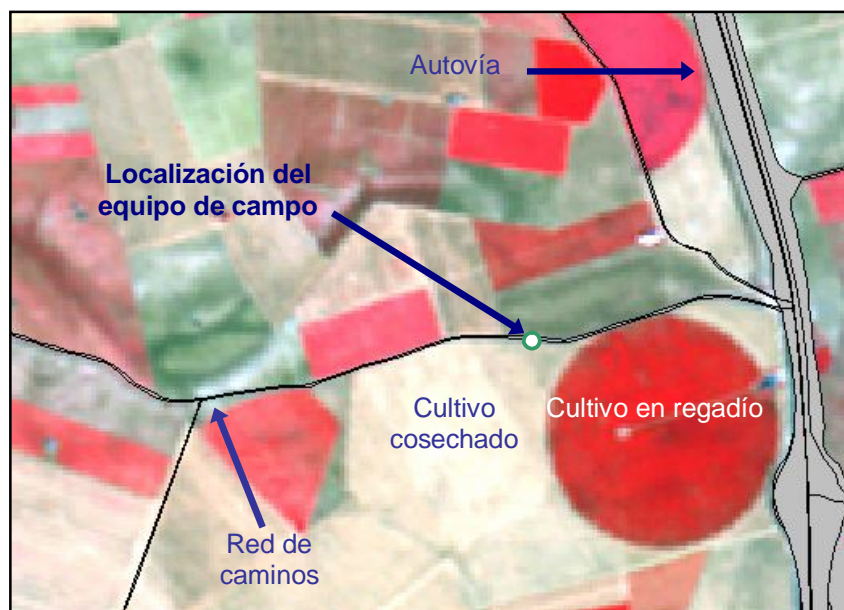 Autovía
Localización del
equipo de campo
Cultivo
cosechado
Cultivo en regadío
Red de
caminos